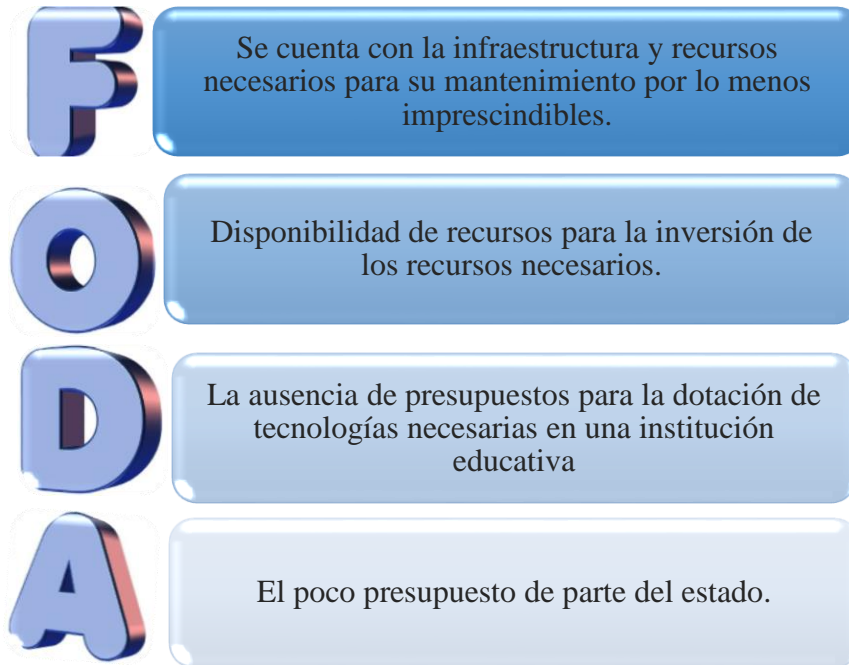 F
Se cuenta con la infraestructura y recursos
necesarios para su mantenimiento por lo menos
imprescindibles.
O
Disponibilidad de recursos para la inversión de
los recursos necesarios.
D
La ausencia de presupuestos para la dotación de
tecnologías necesarias en una institución
educativa
A
El poco presupuesto de parte del estado.